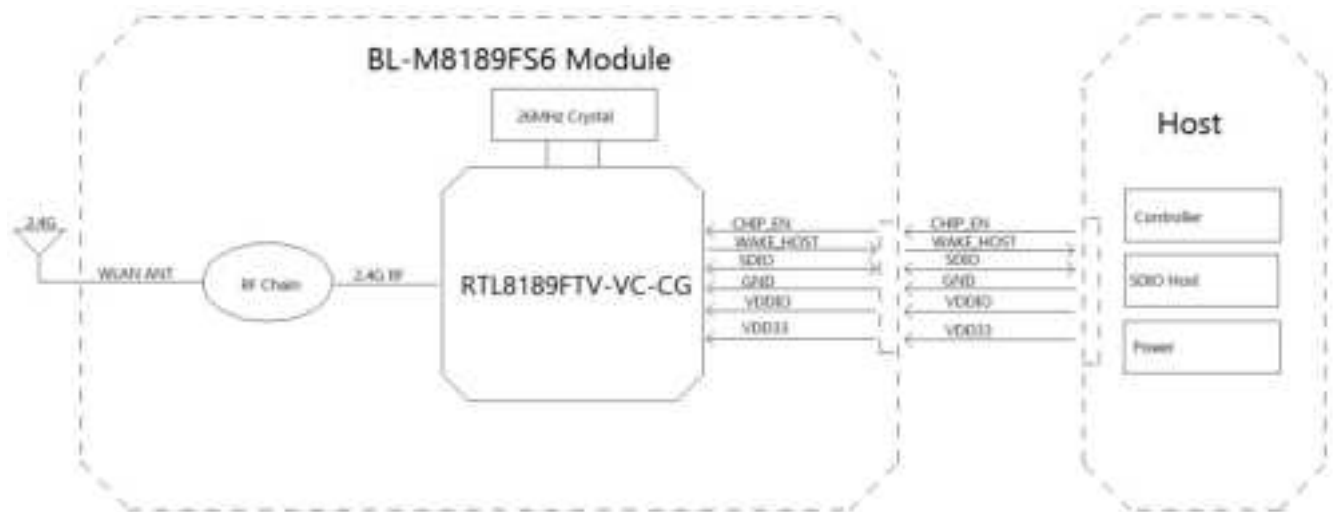 BL-M8189FS6 Module
26MHz Crystal
Host
2.4G
WLAN ANT
RF Chain
2.4G RF
RTL8189FTV-VC-CG
CHIP_EN
WAKE_HOST
SDIO
GND
VDDIO
VDD33
CHIP_EN
WAKE_HOST
SDIO
GND
VDDIO
VDD33
Controller
SDIO Host
Power